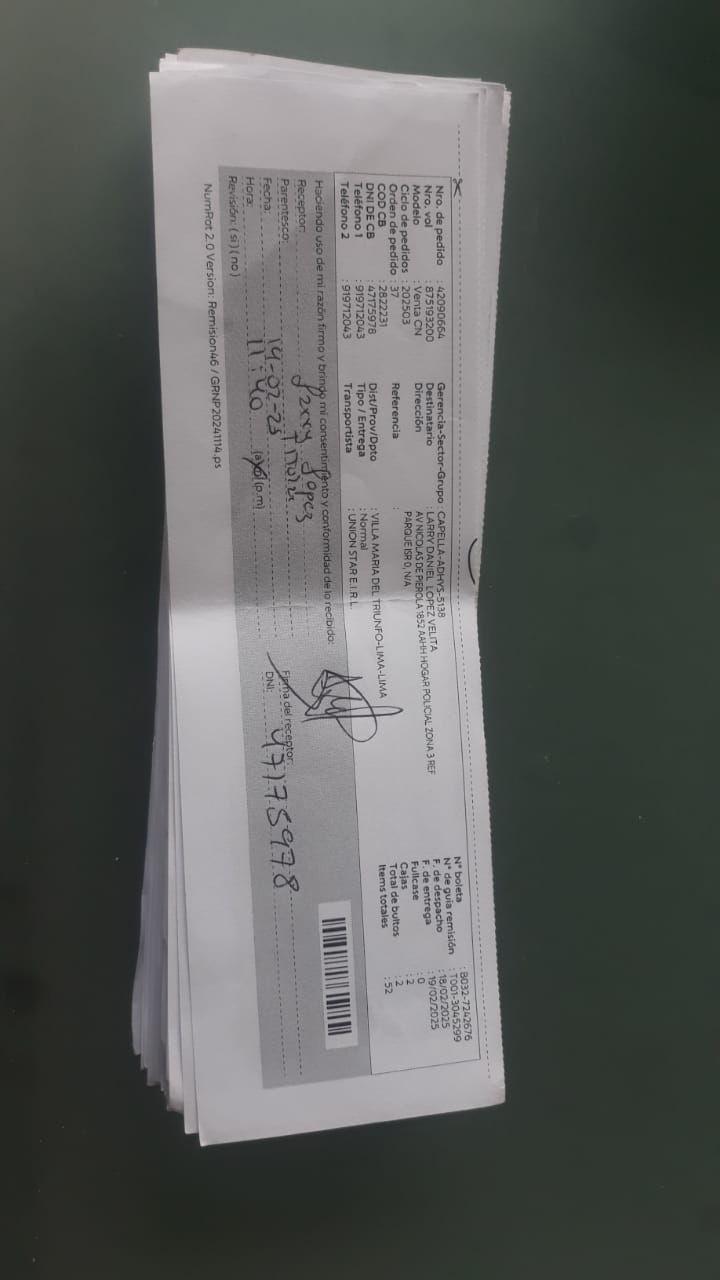 Nro. de pedido : 42090664
Nro. vol : 875193200
Modelo : Venta CN
Ciclo de pedidos : 202503
Orden de pedido : 37
COD CB : 2822231
DNI DE CB : 47175978
Teléfono 1 : 919712043
Teléfono 2 : 919712043
Gerencia-Sector-Grupo : CAPELLA-ADHYS-5138
Destinatario : LARRY DANIEL LOPEZ VELITA
Dirección : AV NICOLAS DE PIEROLA 1852 AAHH HOGAR POLICIAL ZONA 3 REF
PARQUE ISR 0, N/A
Referencia :
Dist/Prov/Dpto : VILLA MARIA DEL TRIUNFO-LIMA-LIMA
Tipo / Entrega : Normal
Transportista : UNION STAR E.I.R.L.
N° boleta : B032-7242676
N° de guia remisión : T001-3045299
F. de despacho : 18/02/2025
F. de entrega : 19/02/2025
Fullcase : 0
Cajas : 2
Total de bultos : 2
Items totales : 52
Haciendo uso de mi razón firmo y brindo mi consentimiento y conformidad de lo recibido:
Receptor: Larry Lopez
Parentesco:
Fecha: 19-02-25
Hora: 11:40 (a.m) (p.m)
Revisión: ( si ) ( no )
Firma del receptor:
DNI: 47175978
NumRot 2.0 Version: Remision46 / GRNP20241114.ps